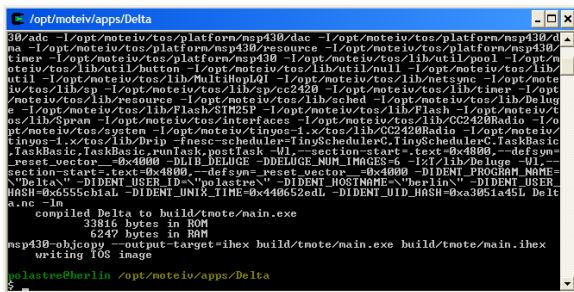 /opt/moteiv/apps/Delta
30/adc -I/opt/moteiv/tos/platform/msp430/dac -I/opt/moteiv/tos/platform/msp430/d
ma -I/opt/moteiv/tos/platform/msp430/resource -I/opt/moteiv/tos/platform/msp430/
timer -I/opt/moteiv/tos/platform/msp430 -I/opt/moteiv/tos/lib/util/pool -I/opt/m
oteiv/tos/lib/util/button -I/opt/moteiv/tos/lib/util/null -I/opt/moteiv/tos/lib/
util -I/opt/moteiv/tos/lib/MultiHopLQI -I/opt/moteiv/tos/lib/netsync -I/opt/mote
iv/tos/lib/sp -I/opt/moteiv/tos/lib/sp/cc2420 -I/opt/moteiv/tos/lib/timer -I/opt
/moteiv/tos/lib/resource -I/opt/moteiv/tos/lib/sched -I/opt/moteiv/tos/lib/Delug
e -I/opt/moteiv/tos/lib/Flash/STM25P -I/opt/moteiv/tos/lib/Flash -I/opt/moteiv/t
os/lib/Spram -I/opt/moteiv/tos/interfaces -I/opt/moteiv/tos/lib/CC2420Radio -I/o
pt/moteiv/tos/system -I/opt/moteiv/tinyos-1.x/tos/lib/CC2420Radio -I/opt/moteiv/
tinyos-1.x/tos/lib/Drip -fnesc-scheduler=TinySchedulerC,TinySchedulerC.TaskBasic
,TaskBasic,TaskBasic,runTask,postTask -Wl,--section-start=.text=0x4800,--defsym=
_reset_vector__=0x4000 -DLIB_DELUGE -DDELUGE_NUM_IMAGES=6 -I%T/lib/Deluge -Wl,--
section-start=.text=0x4800,--defsym=_reset_vector__=0x4000 -DIDENT_PROGRAM_NAME=
\"Delta\" -DIDENT_USER_ID=\"polastre\" -DIDENT_HOSTNAME=\"berlin\" -DIDENT_USER_
HASH=0x6555cb1aL -DIDENT_UNIX_TIME=0x440652edL -DIDENT_UID_HASH=0xa3051a45L Delt
a.nc -lm
compiled Delta to build/tmote/main.exe
33816 bytes in ROM
6247 bytes in RAM
msp430-objcopy --output-target=ihex build/tmote/main.exe build/tmote/main.ihex
writing TOS image
polastre@berlin /opt/moteiv/apps/Delta
$